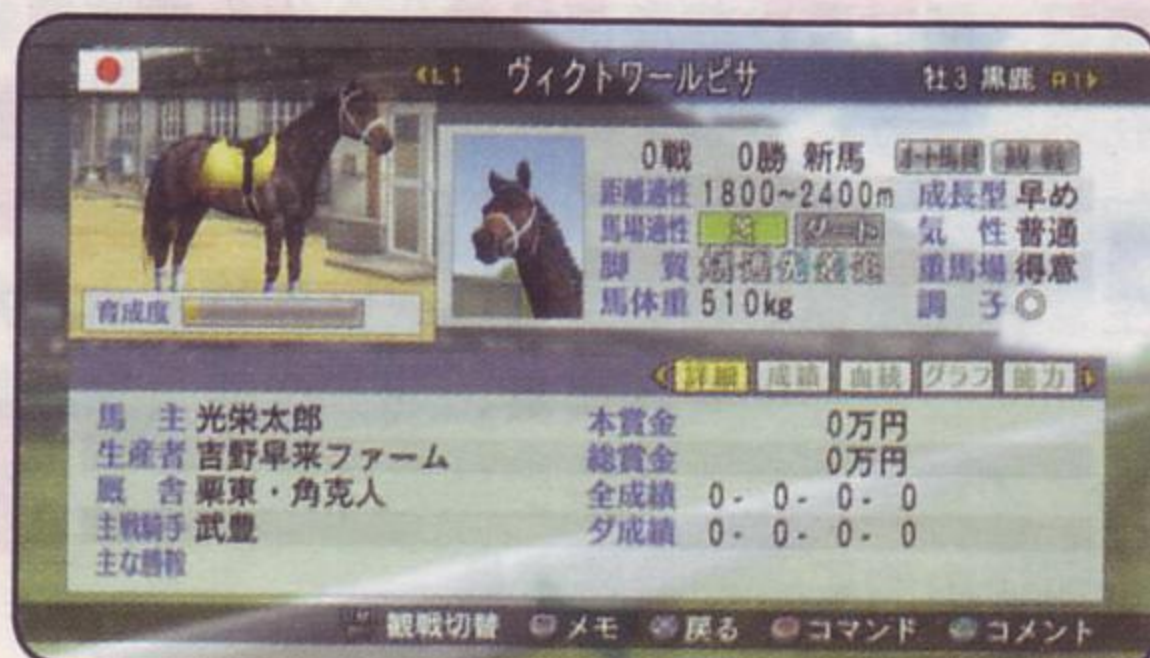 L1 ヴィクトワールピサ 牡3 黒鹿 R1
0戦 0勝 新馬 観戦
距離適性 1800~2400m 成長型 早め
馬場適性 芝 ダート 気性 普通
脚質 重馬場 得意
馬体重 510kg 調子 ◎
育成度
詳細 成績 血統 グラフ 能力
馬主 光栄太郎 本賞金 0万円
生産者 吉野早来ファーム 総賞金 0万円
厩舎 栗東・角克人 全成績 0- 0- 0- 0
主戦騎手 武豊 ダ成績 0- 0- 0- 0
主な勝鞍
観戦切替 メモ 戻る コマンド コメント